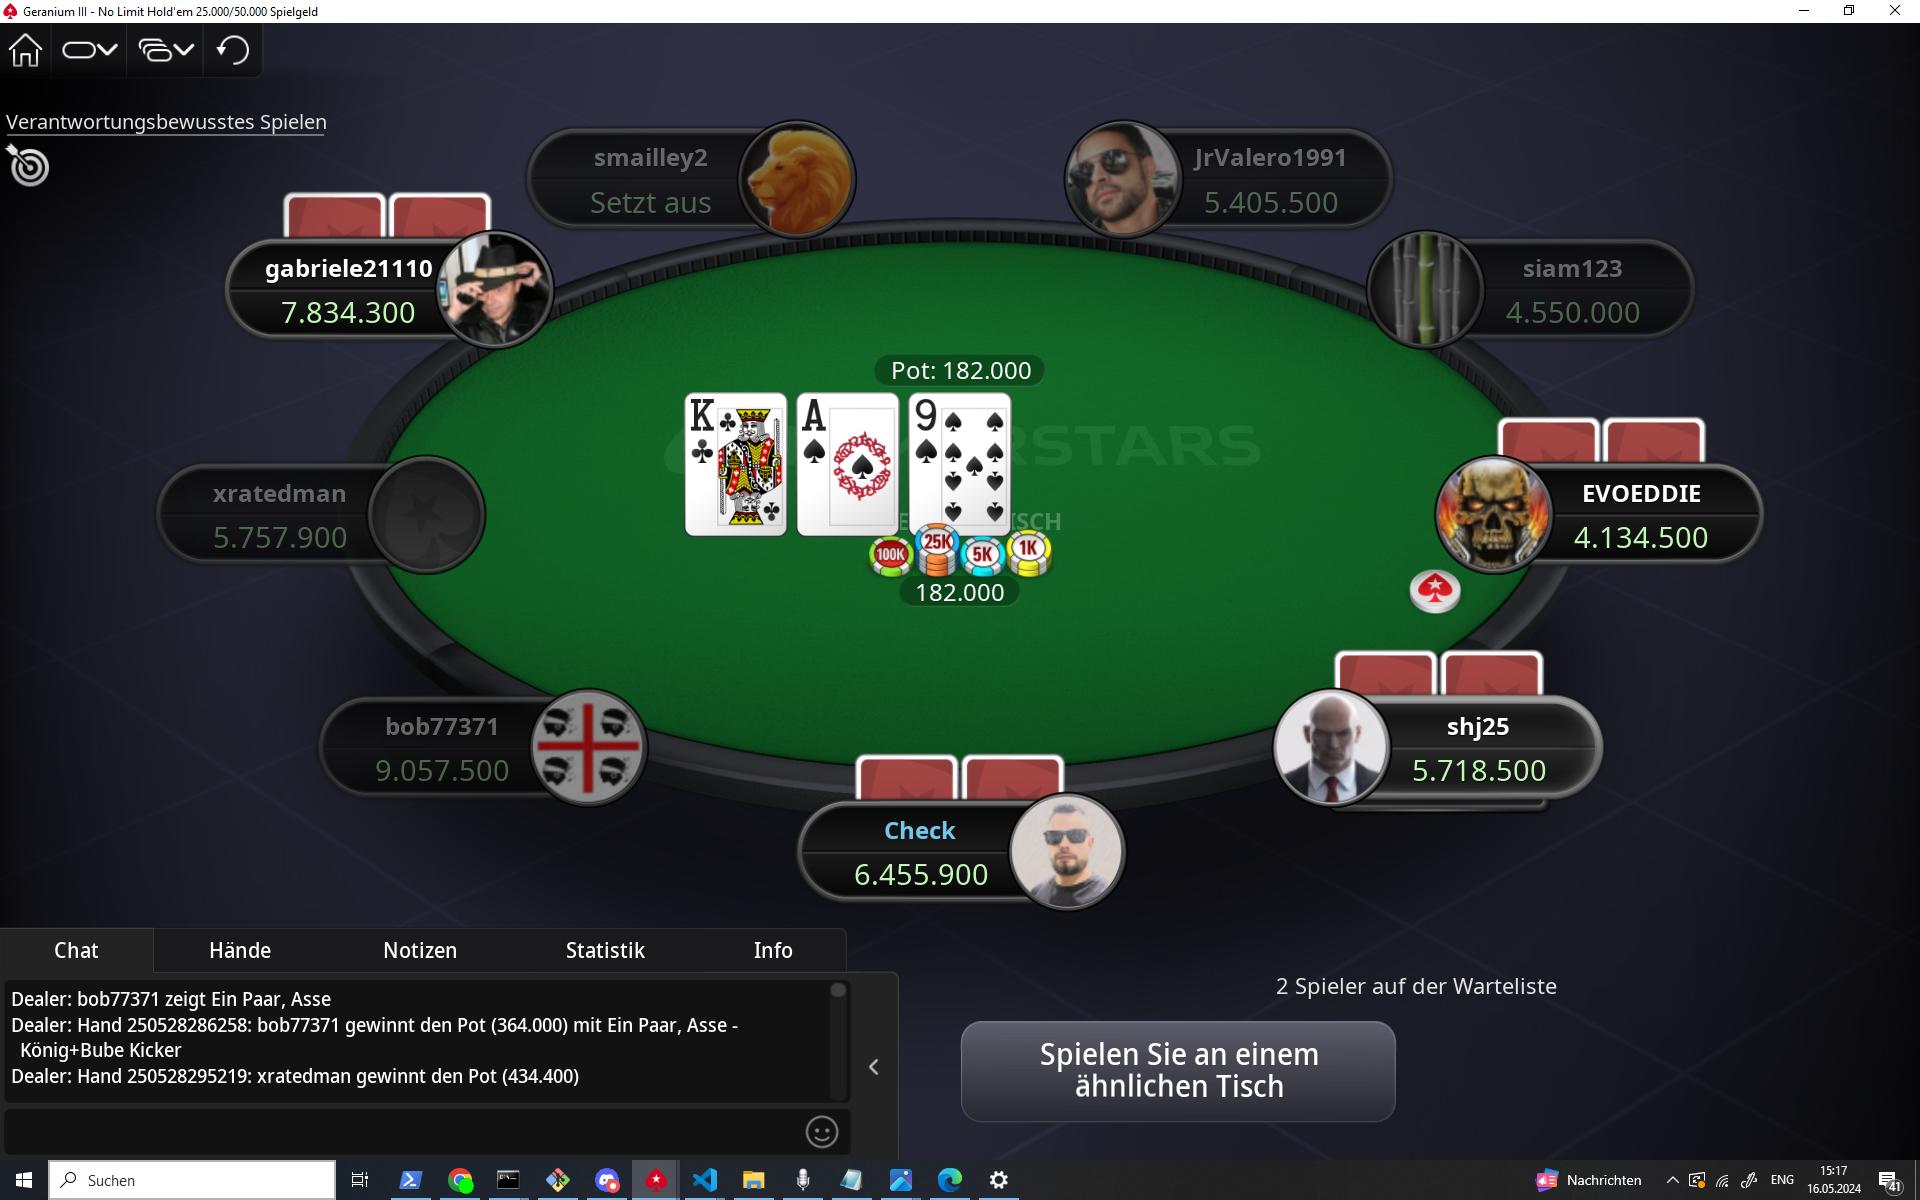 Geranium III - No Limit Hold'em 25.000/50.000 Spielgeld
Verantwortungsbewusstes Spielen
smailley2
Setzt aus
JrValero1991
5.405.500
gabriele21110
7.834.300
siam123
4.550.000
Pot: 182.000
K
A
9
RSTARS
xratedman
5.757.900
EVOEDDIE
4.134.500
ISCH
100K
25K
5K
1K
182.000
bob77371
9.057.500
shj25
5.718.500
Check
6.455.900
Chat
Hände
Notizen
Statistik
Info
Dealer: bob77371 zeigt Ein Paar, Asse
Dealer: Hand 250528286258: bob77371 gewinnt den Pot (364.000) mit Ein Paar, Asse -
König+Bube Kicker
Dealer: Hand 250528295219: xratedman gewinnt den Pot (434.400)
2 Spieler auf der Warteliste
Spielen Sie an einem
ähnlichen Tisch
Suchen
Nachrichten
ENG
15:17
16.05.2024
41